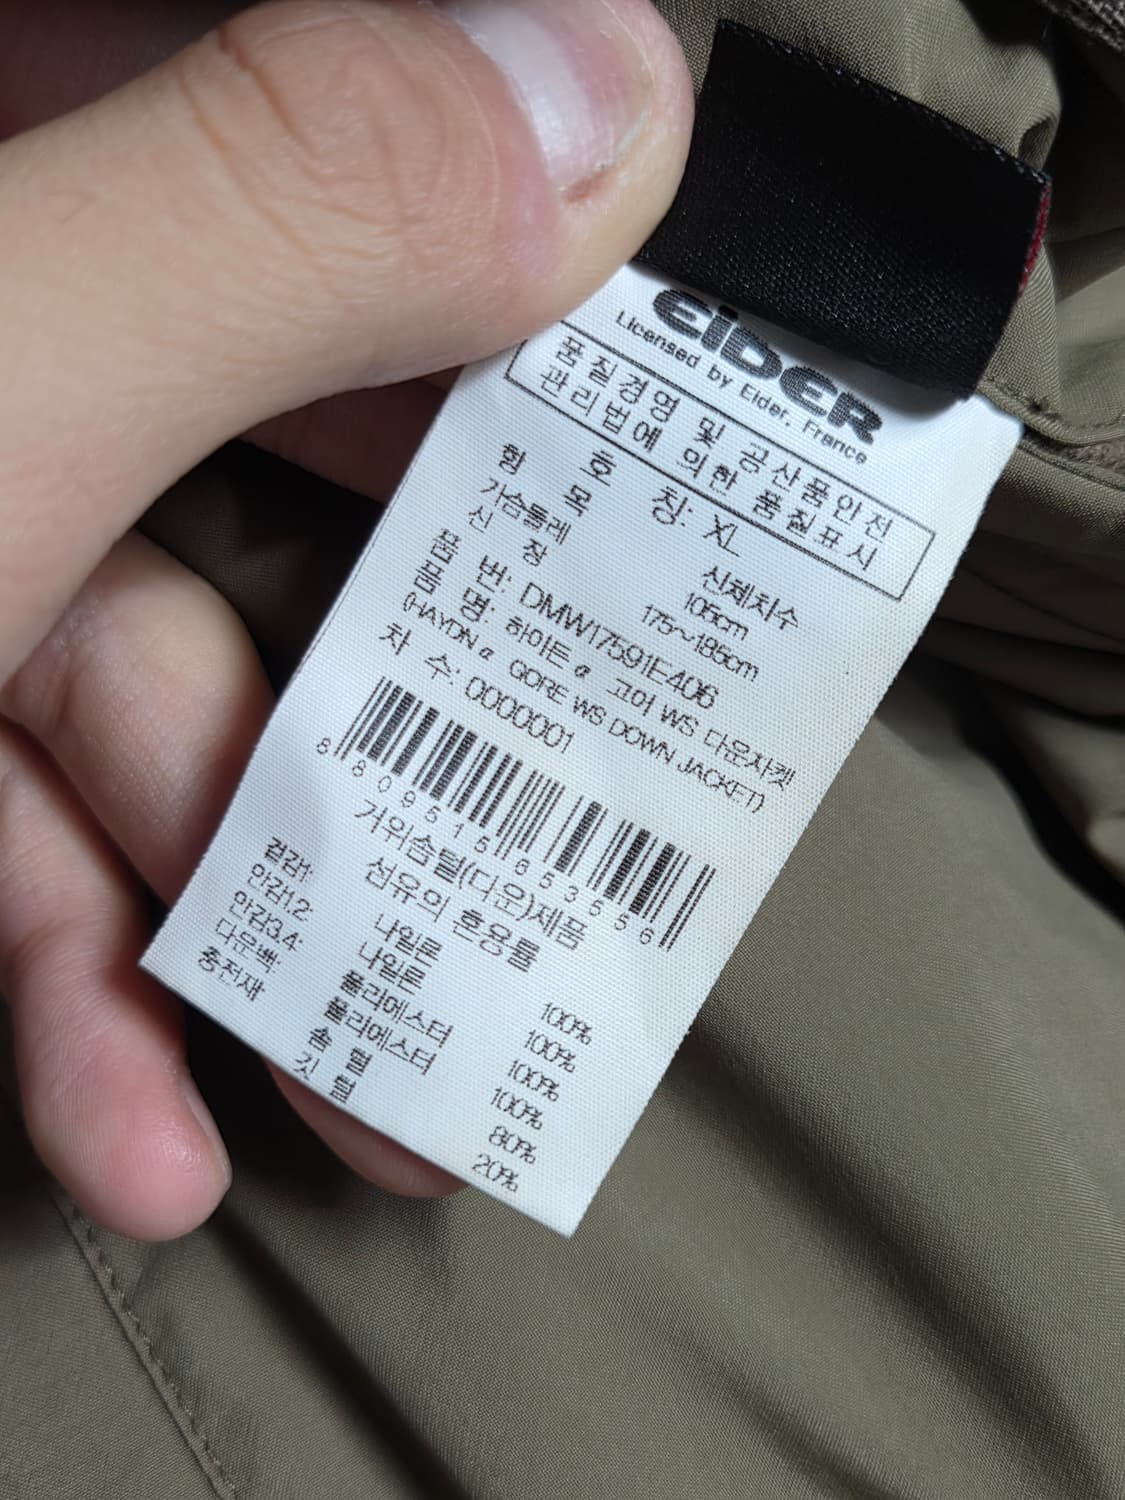 EIDER
Licensed by Eider, France
품질경영 및 공산품안전
관리법에 의한 품질표시
호 칭: XL
항 목 신체치수
가슴둘레 105cm
신 장 175~185cm
품 번: DMW17591E406
품 명: 하이튼α 고어 WS 다운자켓
(HAYDN α GORE WS DOWN JACKET)
차 수: 0000001
8809515853556
거위솜털(다운)제품
섬유의 혼용률
겉감1: 나일론 100%
안감1,2: 나일론 100%
안감3,4: 폴리에스터 100%
다운백: 폴리에스터 100%
충전재: 솜털 80%
깃털 20%